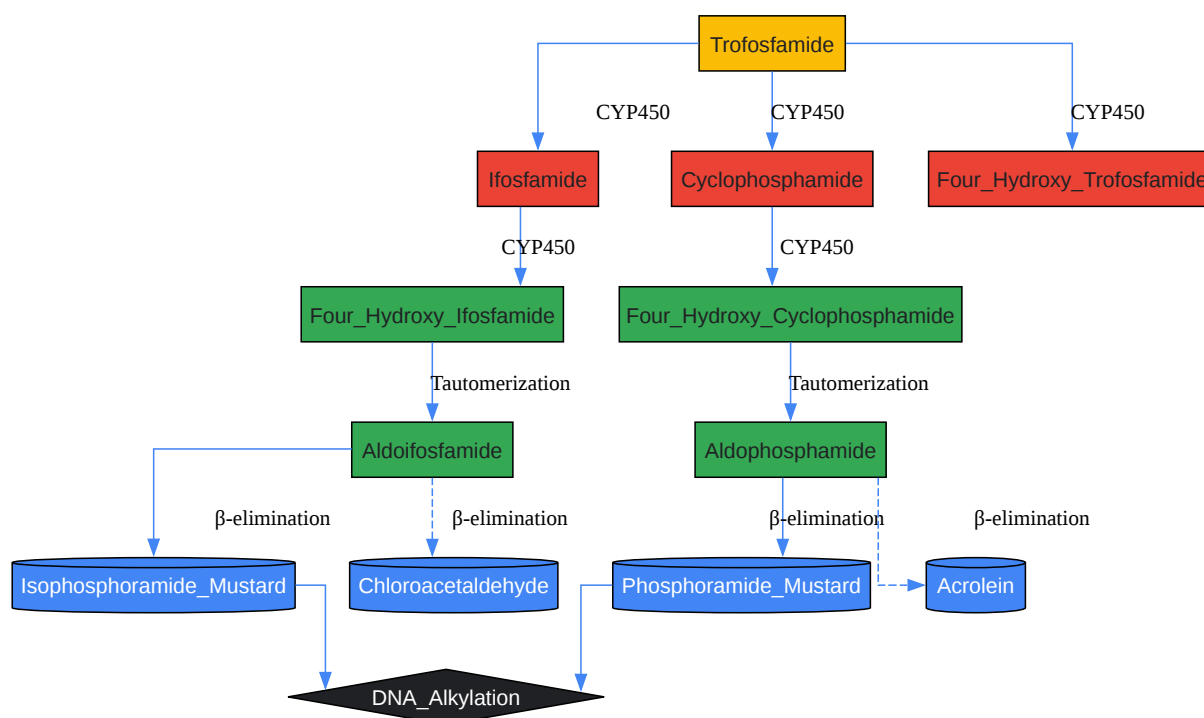 Trofosfamide
CYP450
CYP450
CYP450
Ifosfamide
Cyclophosphamide
Four_Hydroxy_Trofosfamide
CYP450
CYP450
Four_Hydroxy_Ifosfamide
Four_Hydroxy_Cyclophosphamide
Tautomerization
Tautomerization
Aldoifosfamide
Aldophosphamide
β-elimination
β-elimination
β-elimination
β-elimination
Isophosphoramide_Mustard
Chloroacetaldehyde
Phosphoramide_Mustard
Acrolein
DNA_Alkylation